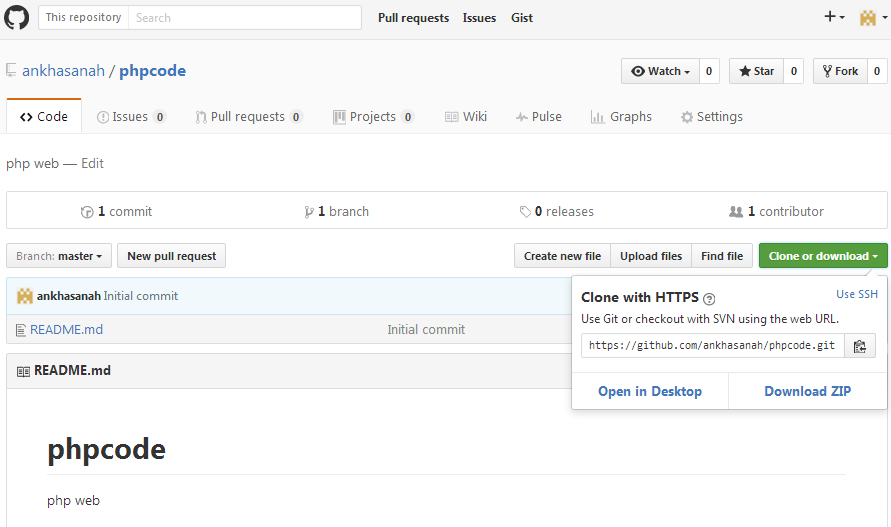 This repository Search Pull requests Issues Gist
ankhasanah / phpcode Watch 0 Star 0 Fork 0
Code Issues 0 Pull requests 0 Projects 0 Wiki Pulse Graphs Settings
php web — Edit
1 commit 1 branch 0 releases 1 contributor
Branch: master New pull request Create new file Upload files Find file Clone or download
ankhasanah Initial commit
README.md Initial commit
Clone with HTTPS ? Use SSH
Use Git or checkout with SVN using the web URL.
https://github.com/ankhasanah/phpcode.git
Open in Desktop Download ZIP
README.md
phpcode
php web